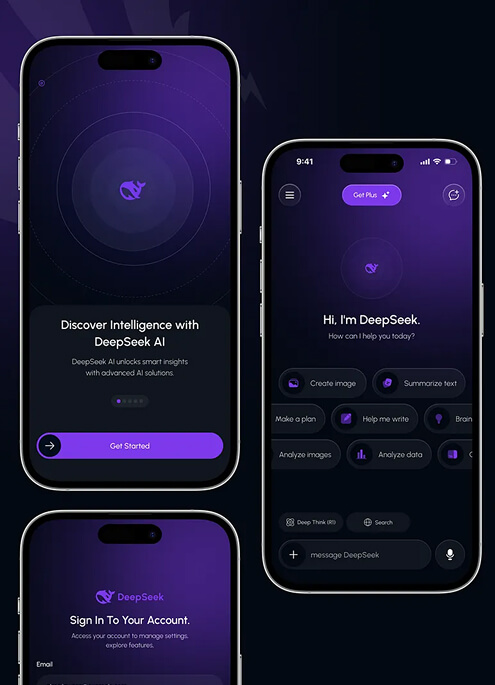 Discover Intelligence with
DeepSeek AI
DeepSeek AI unlocks smart insights
with advanced AI solutions.
Get Started
9:41
Get Plus
Hi, I'm DeepSeek.
How can I help you today?
Create image
Summarize text
Make a plan
Help me write
Brain
Analyze images
Analyze data
Deep Think (R1)
Search
message DeepSeek
DeepSeek
Sign In To Your Account.
Access your account to manage settings,
explore features.
Email